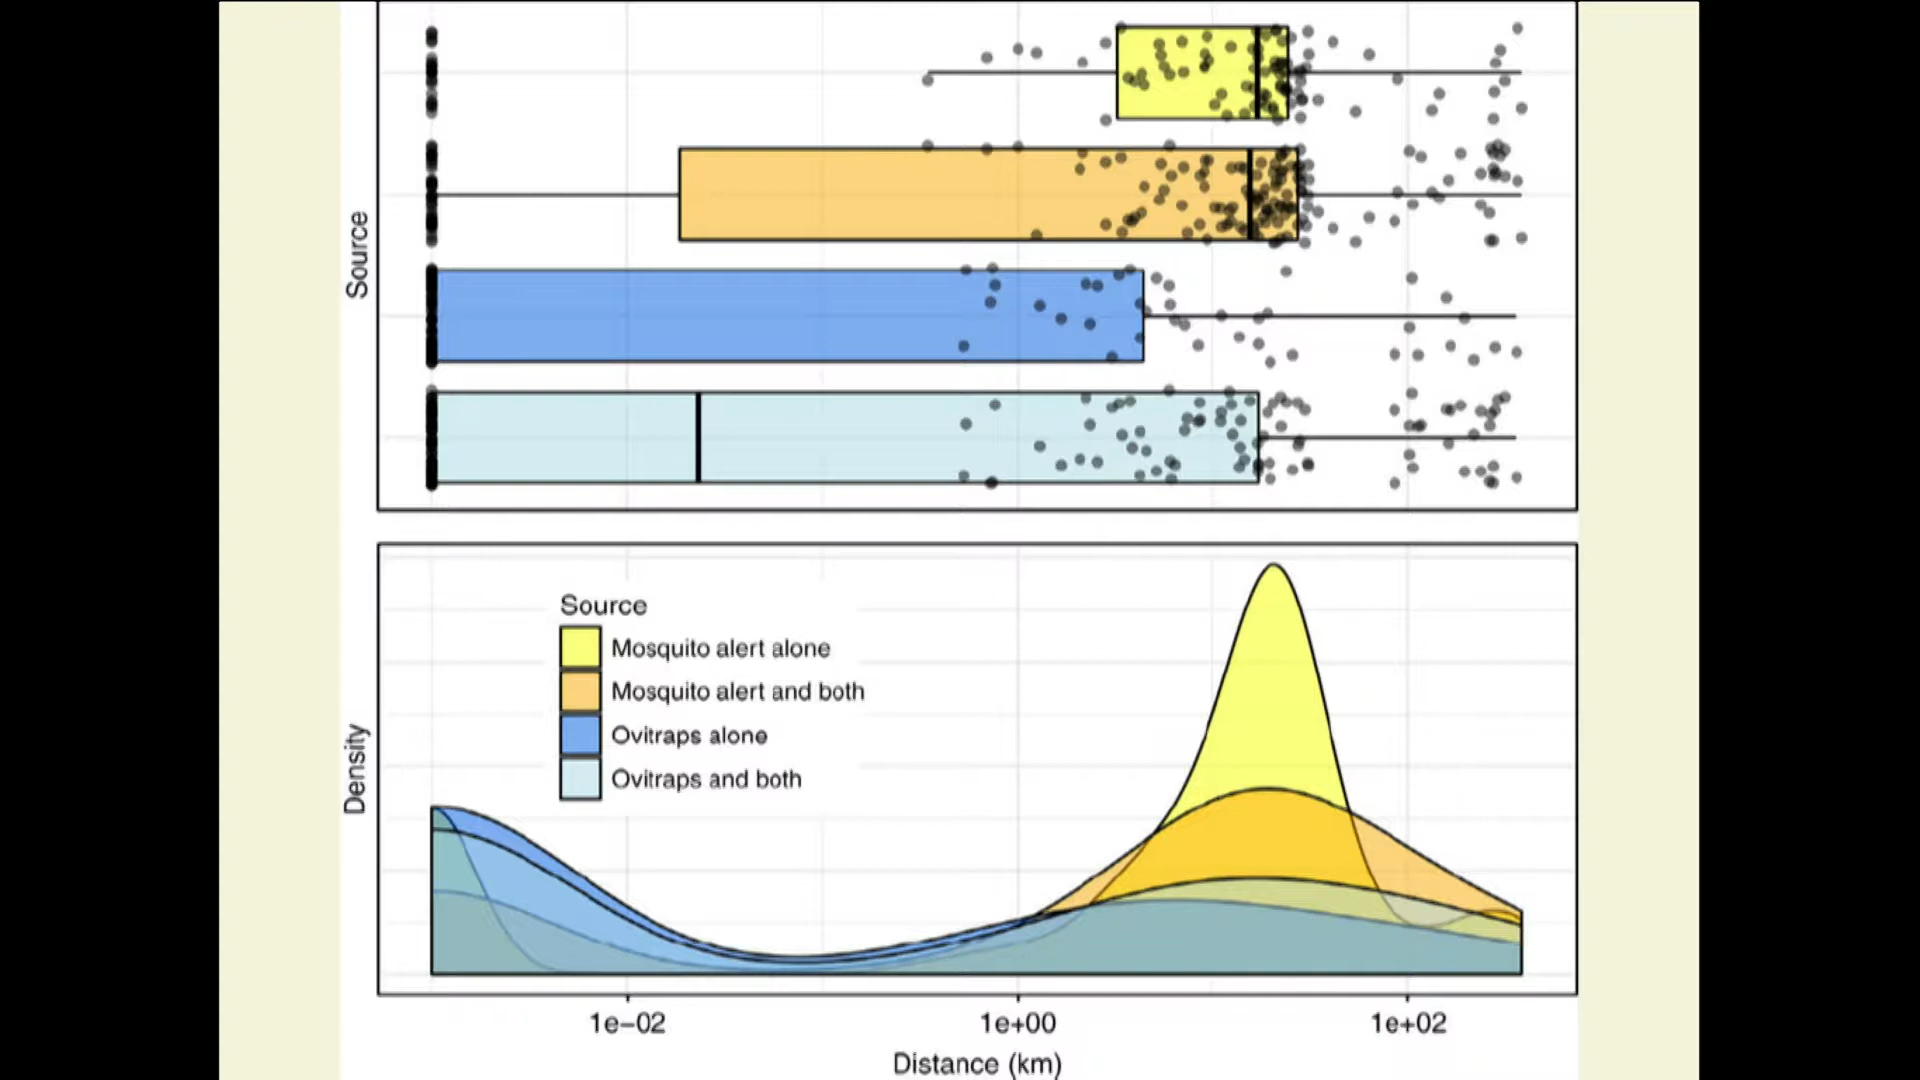 Source
Source
Mosquito alert alone
Mosquito alert and both
Ovitraps alone
Ovitraps and both
Density
1e−02
1e+00
1e+02
Distance (km)